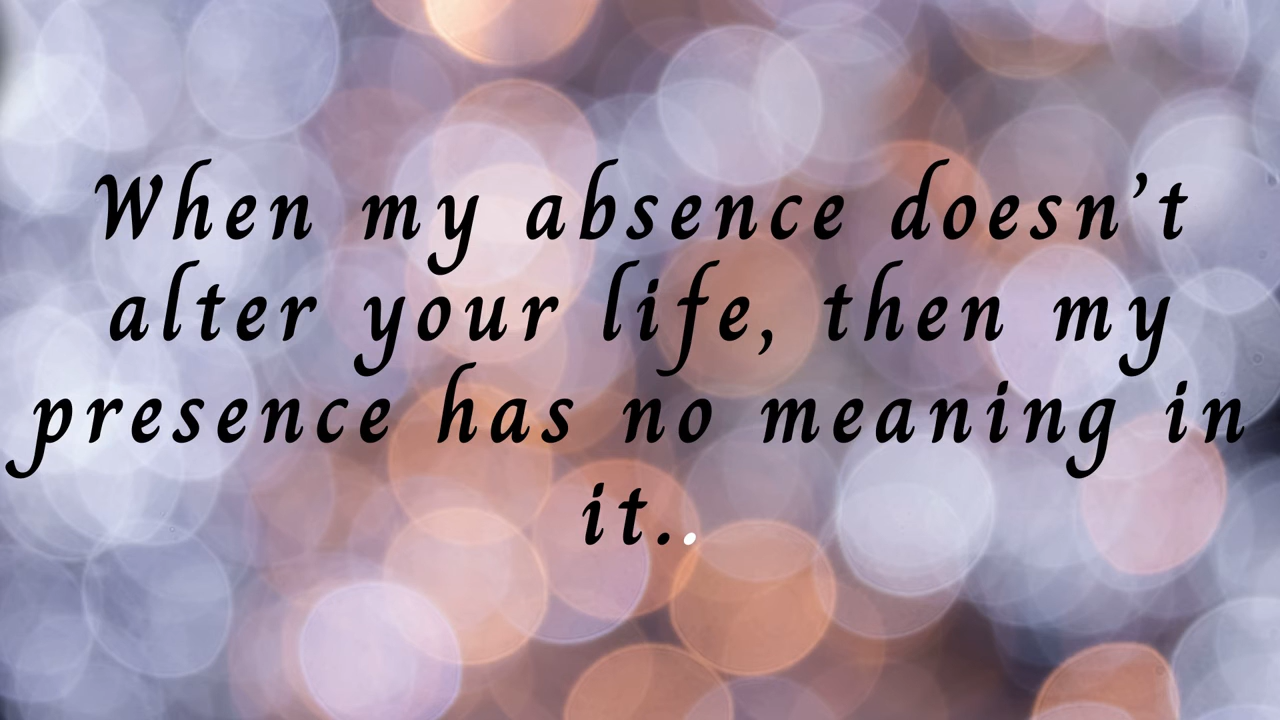 When my absence doesn't
alter your life, then my
presence has no meaning in
it..